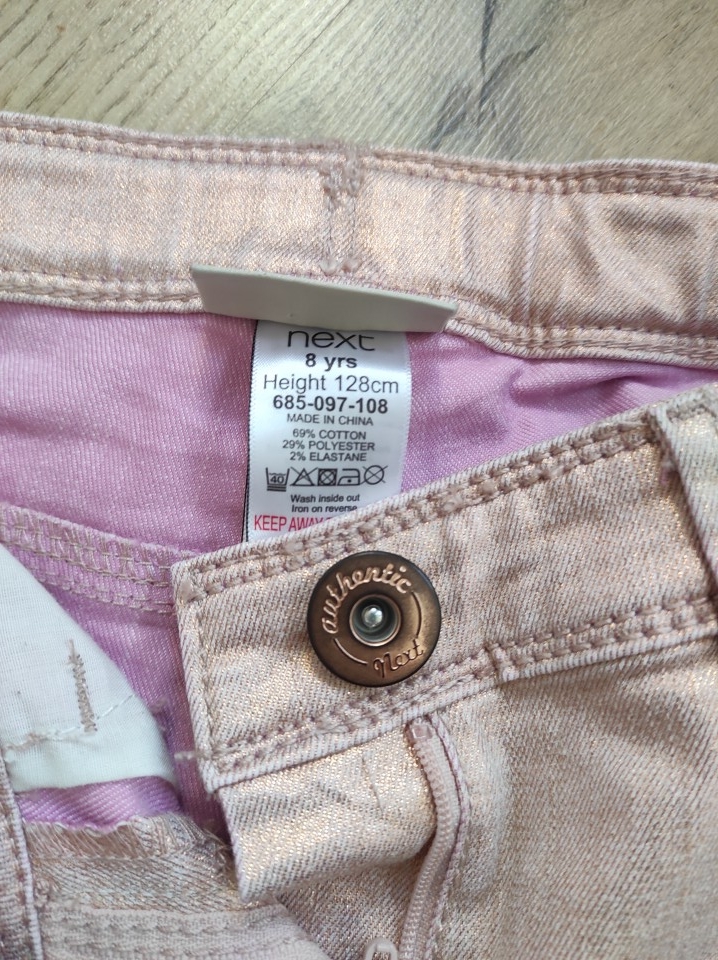 next
8 yrs
Height 128cm
685-097-108
MADE IN CHINA
69% COTTON
29% POLYESTER
2% ELASTANE
40
Wash inside out
Iron on reverse
KEEP AWAY
authentic
Next